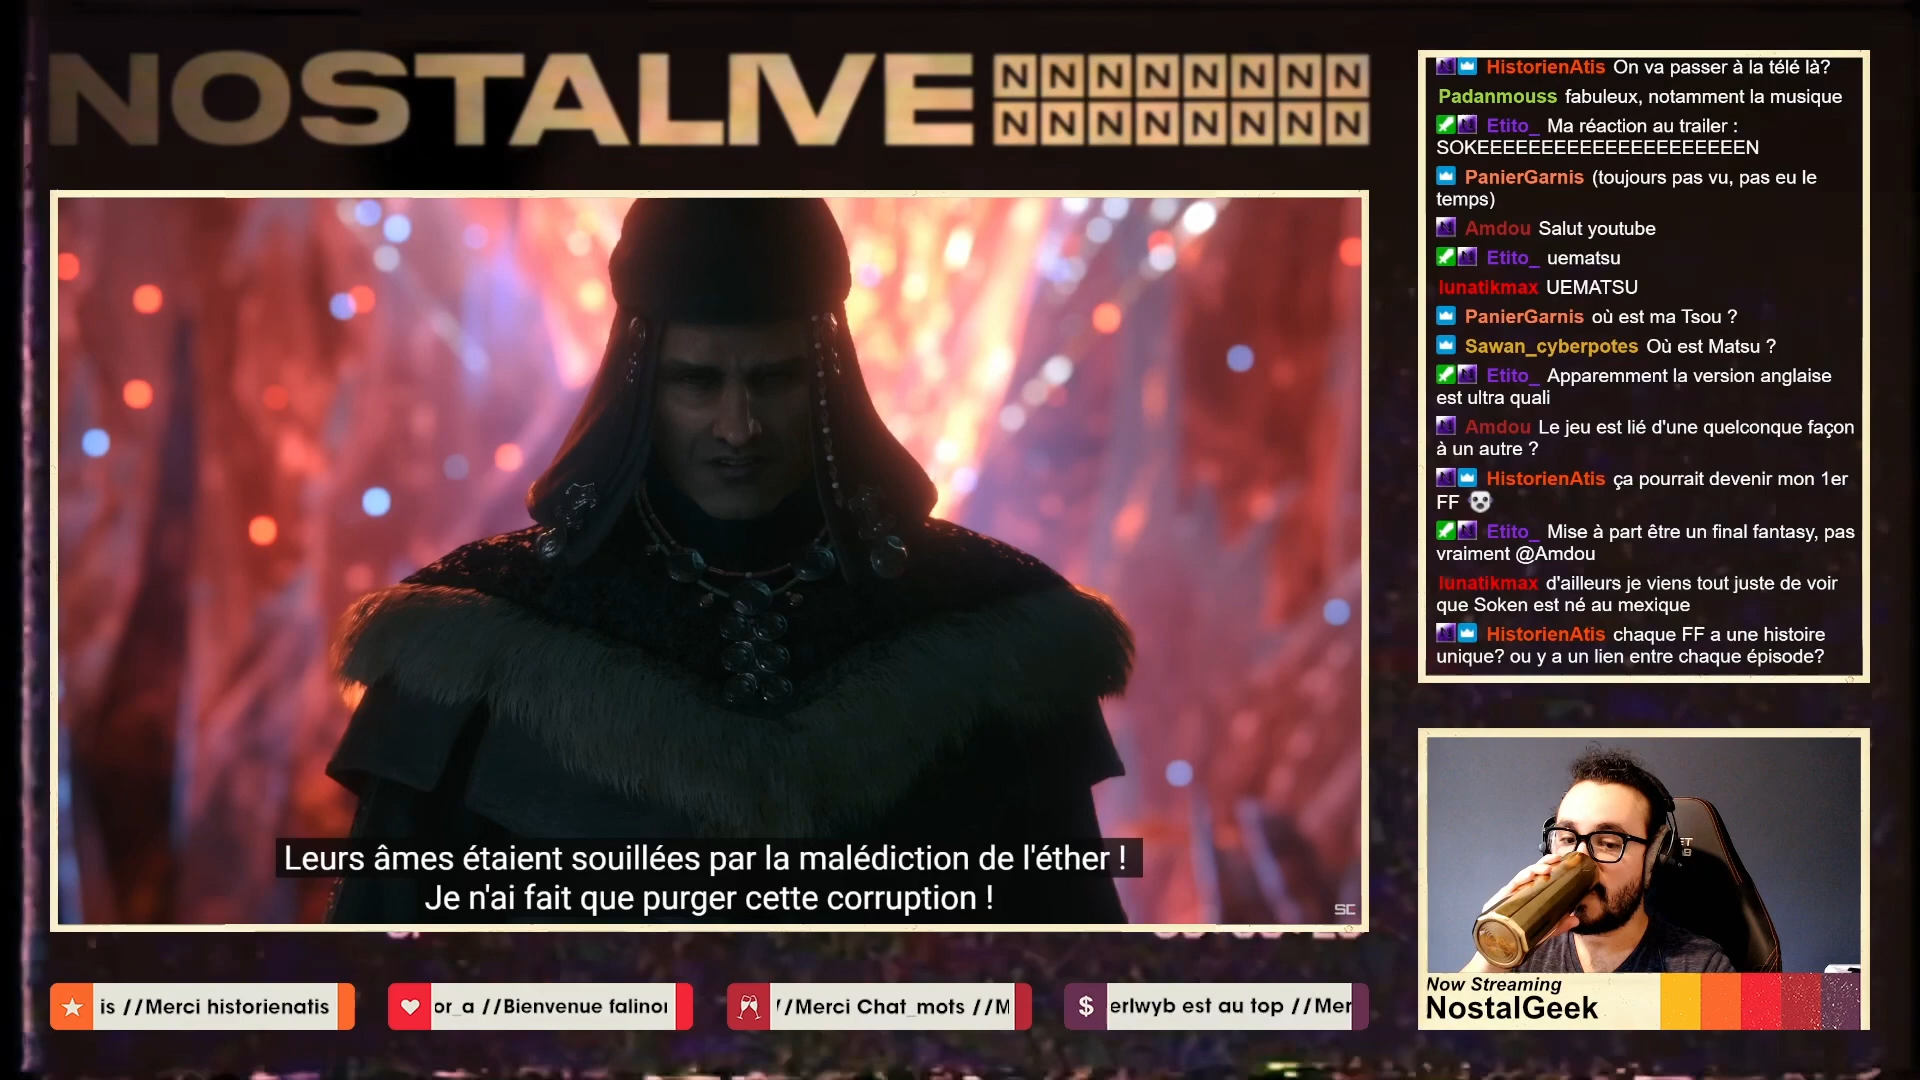 NOSTALIVE
N N N N N N N N
N N N N N N N N
HistorienAtis On va passer à la télé là?
Padanmouss fabuleux, notamment la musique
Etito_ Ma réaction au trailer :
SOKEEEEEEEEEEEEEEEEEEEEEEN
PanierGarnis (toujours pas vu, pas eu le
temps)
Amdou Salut youtube
Etito_ uematsu
lunatikmax UEMATSU
PanierGarnis où est ma Tsou ?
Sawan_cyberpotes Où est Matsu ?
Etito_ Apparemment la version anglaise
est ultra quali
Amdou Le jeu est lié d'une quelconque façon
à un autre ?
HistorienAtis ça pourrait devenir mon 1er
FF
Etito_ Mise à part être un final fantasy, pas
vraiment @Amdou
lunatikmax d'ailleurs je viens tout juste de voir
que Soken est né au mexique
HistorienAtis chaque FF a une histoire
unique? ou y a un lien entre chaque épisode?
Leurs âmes étaient souillées par la malédiction de l'éther !
Je n'ai fait que purger cette corruption !
SC
is //Merci historienatis
or_a //Bienvenue falinor
//Merci Chat_mots //M
erlwyb est au top //Mer
Now Streaming
NostalGeek